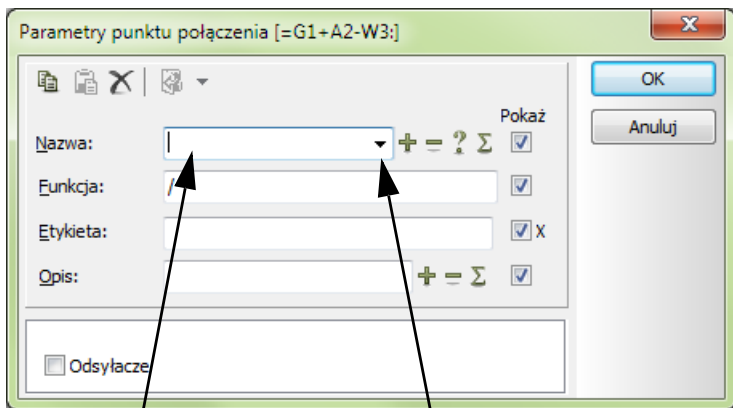 Parametry punktu połączenia [=G1+A2-W3:]
OK
Pokaż
Anuluj
Nazwa:
Funkcja: /
Etykieta: X
Opis:
Odsyłacze